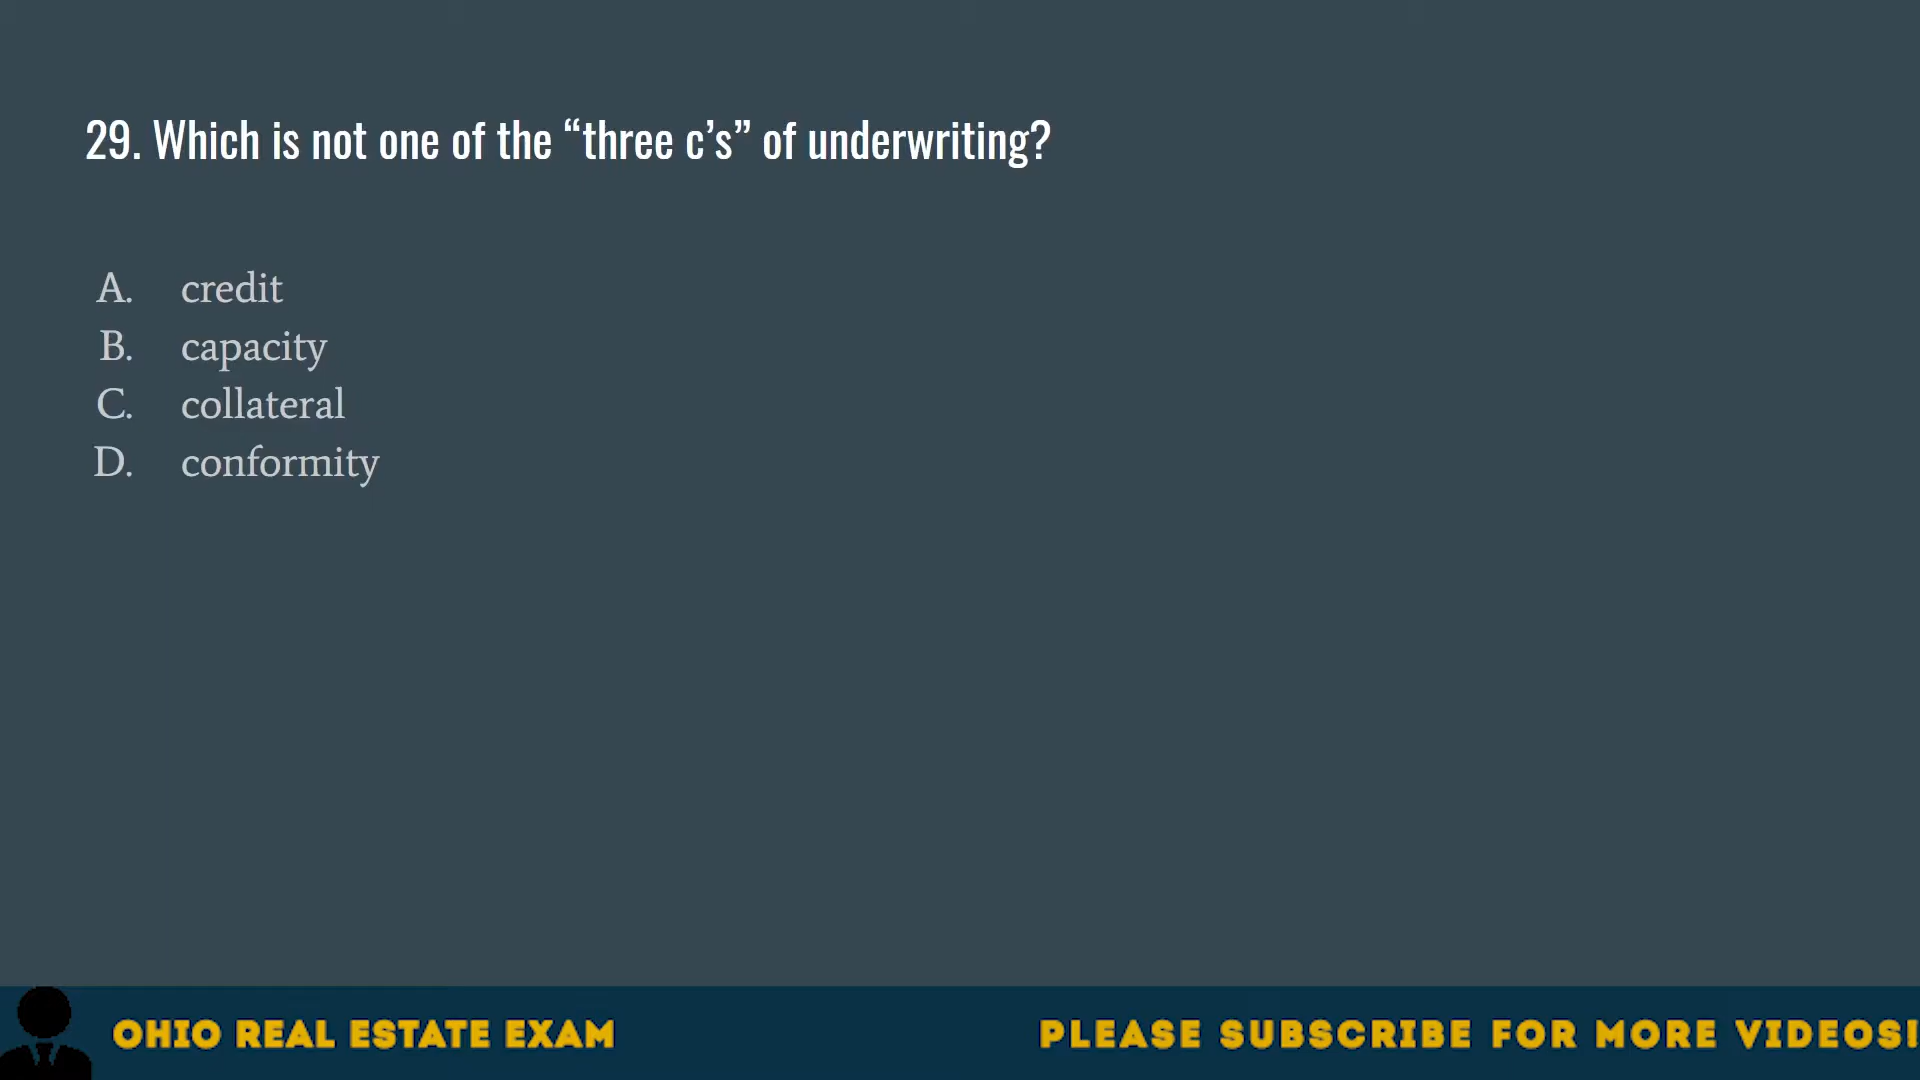 29. Which is not one of the “three c’s” of underwriting?
A. credit
B. capacity
C. collateral
D. conformity
OHIO REAL ESTATE EXAM
PLEASE SUBSCRIBE FOR MORE VIDEOS!